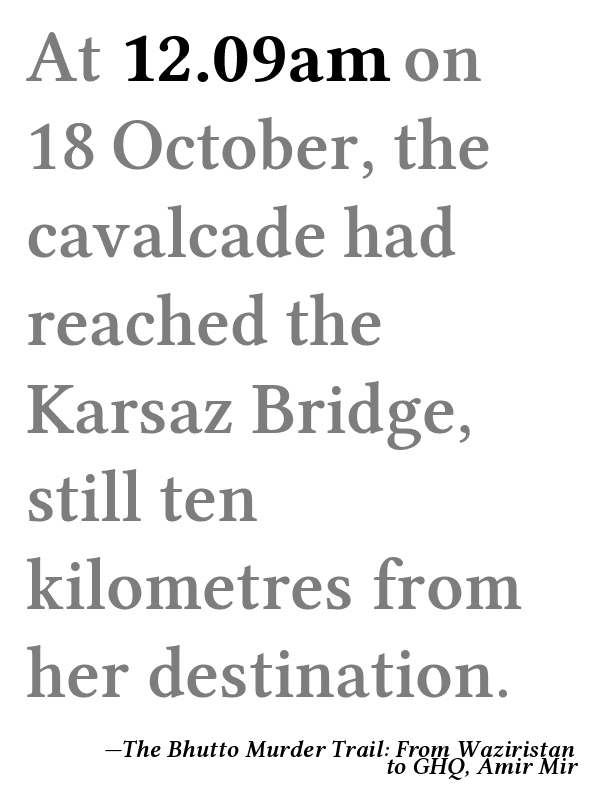 At 12.09am on
18 October, the
cavalcade had
reached the
Karsaz Bridge,
still ten
kilometres from
her destination.
—The Bhutto Murder Trail: From Waziristan
to GHQ, Amir Mir